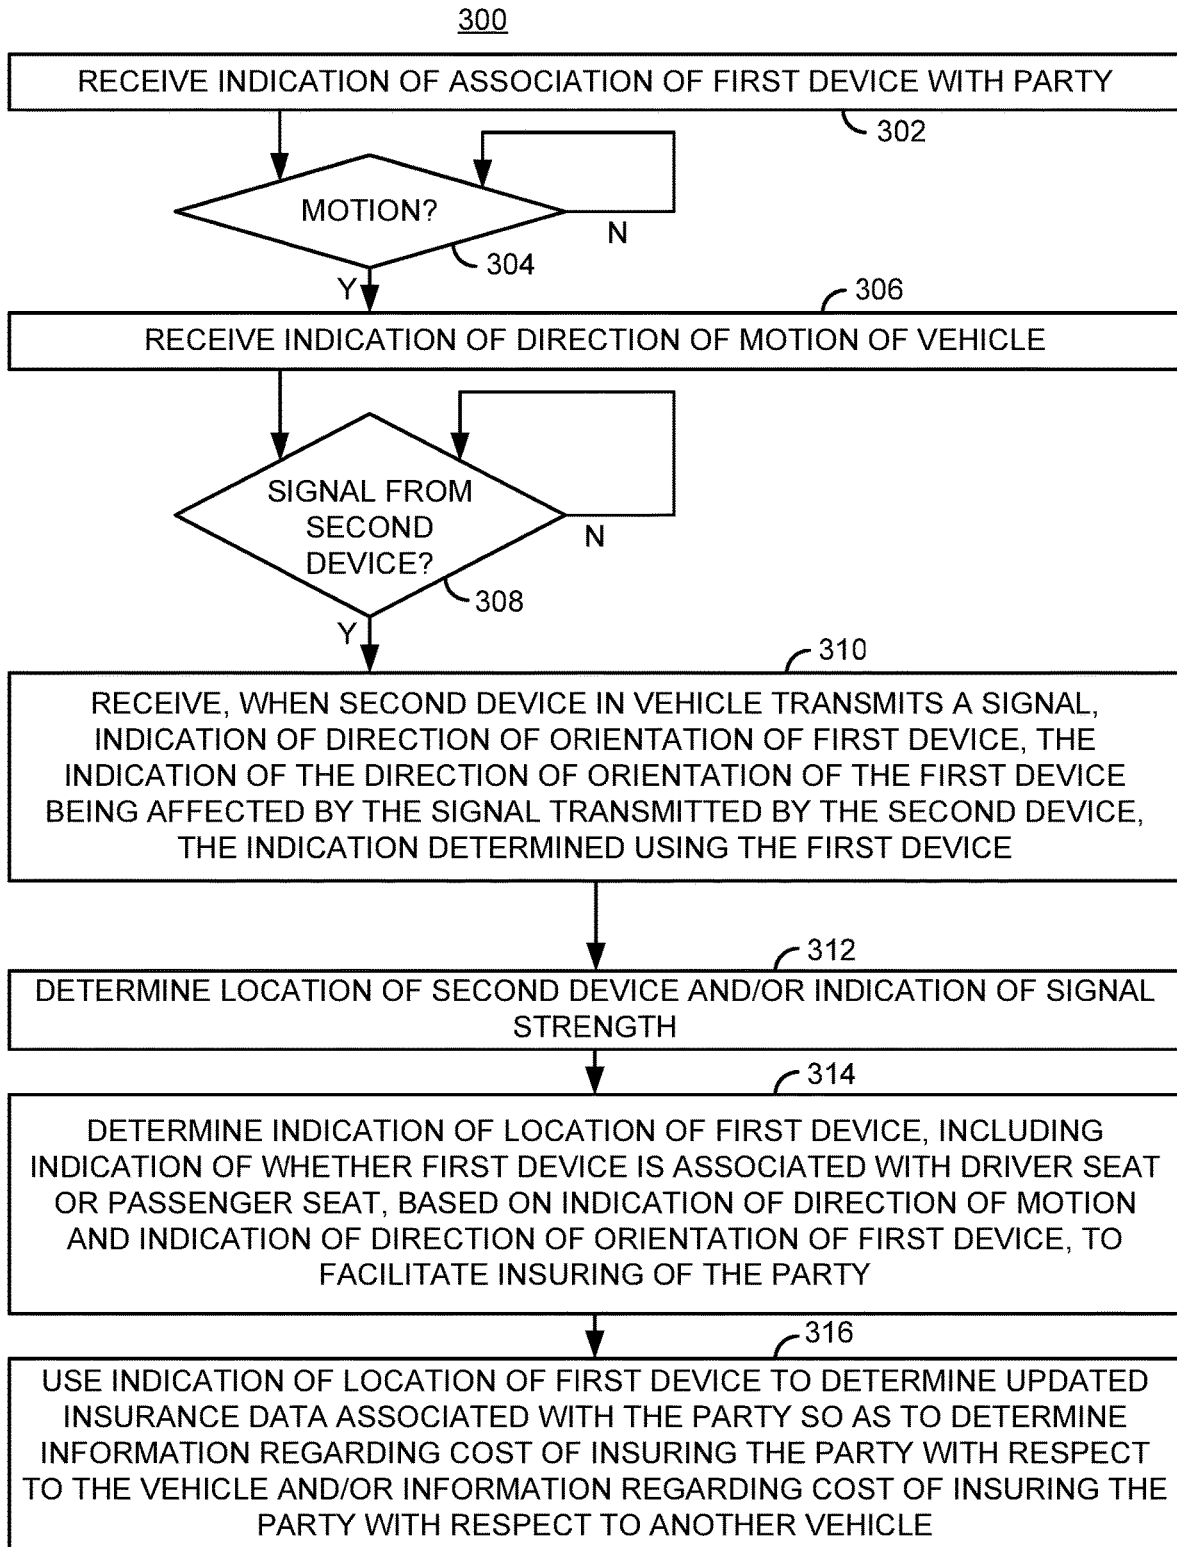 300
RECEIVE INDICATION OF ASSOCIATION OF FIRST DEVICE WITH PARTY
302
MOTION?
N
304
Y
306
RECEIVE INDICATION OF DIRECTION OF MOTION OF VEHICLE
SIGNAL FROM
SECOND
DEVICE?
N
308
Y
310
RECEIVE, WHEN SECOND DEVICE IN VEHICLE TRANSMITS A SIGNAL,
INDICATION OF DIRECTION OF ORIENTATION OF FIRST DEVICE, THE
INDICATION OF THE DIRECTION OF ORIENTATION OF THE FIRST DEVICE
BEING AFFECTED BY THE SIGNAL TRANSMITTED BY THE SECOND DEVICE,
THE INDICATION DETERMINED USING THE FIRST DEVICE
312
DETERMINE LOCATION OF SECOND DEVICE AND/OR INDICATION OF SIGNAL
STRENGTH
314
DETERMINE INDICATION OF LOCATION OF FIRST DEVICE, INCLUDING
INDICATION OF WHETHER FIRST DEVICE IS ASSOCIATED WITH DRIVER SEAT
OR PASSENGER SEAT, BASED ON INDICATION OF DIRECTION OF MOTION
AND INDICATION OF DIRECTION OF ORIENTATION OF FIRST DEVICE, TO
FACILITATE INSURING OF THE PARTY
316
USE INDICATION OF LOCATION OF FIRST DEVICE TO DETERMINE UPDATED
INSURANCE DATA ASSOCIATED WITH THE PARTY SO AS TO DETERMINE
INFORMATION REGARDING COST OF INSURING THE PARTY WITH RESPECT
TO THE VEHICLE AND/OR INFORMATION REGARDING COST OF INSURING THE
PARTY WITH RESPECT TO ANOTHER VEHICLE